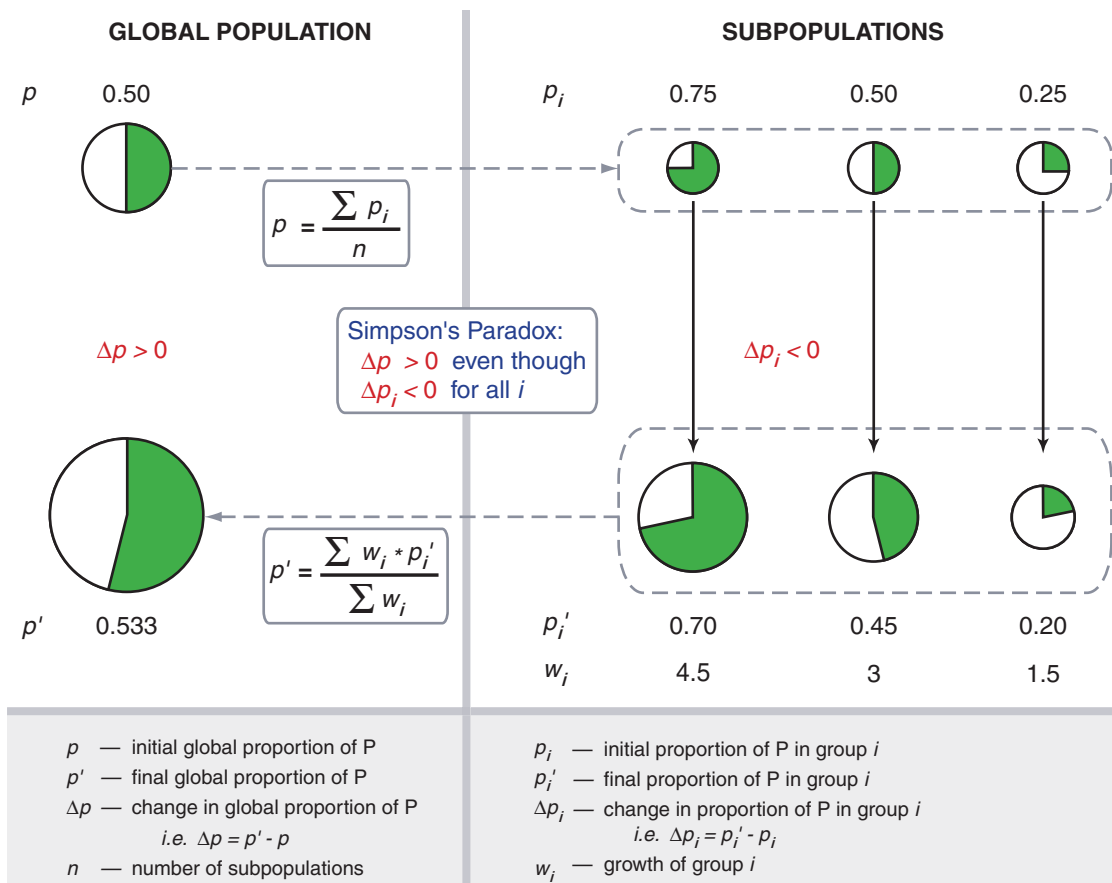 GLOBAL POPULATION
p 0.50
p = ∑ p_i / n
Δp > 0
Simpson's Paradox:
Δp > 0 even though
Δp_i < 0 for all i
p' = ∑ w_i * p_i' / ∑ w_i
p' 0.533
SUBPOPULATIONS
p_i 0.75 0.50 0.25
Δp_i < 0
p_i' 0.70 0.45 0.20
w_i 4.5 3 1.5
p — initial global proportion of P
p' — final global proportion of P
Δp — change in global proportion of P
i.e. Δp = p' - p
n — number of subpopulations
p_i — initial proportion of P in group i
p_i' — final proportion of P in group i
Δp_i — change in proportion of P in group i
i.e. Δp_i = p_i' - p_i
w_i — growth of group i